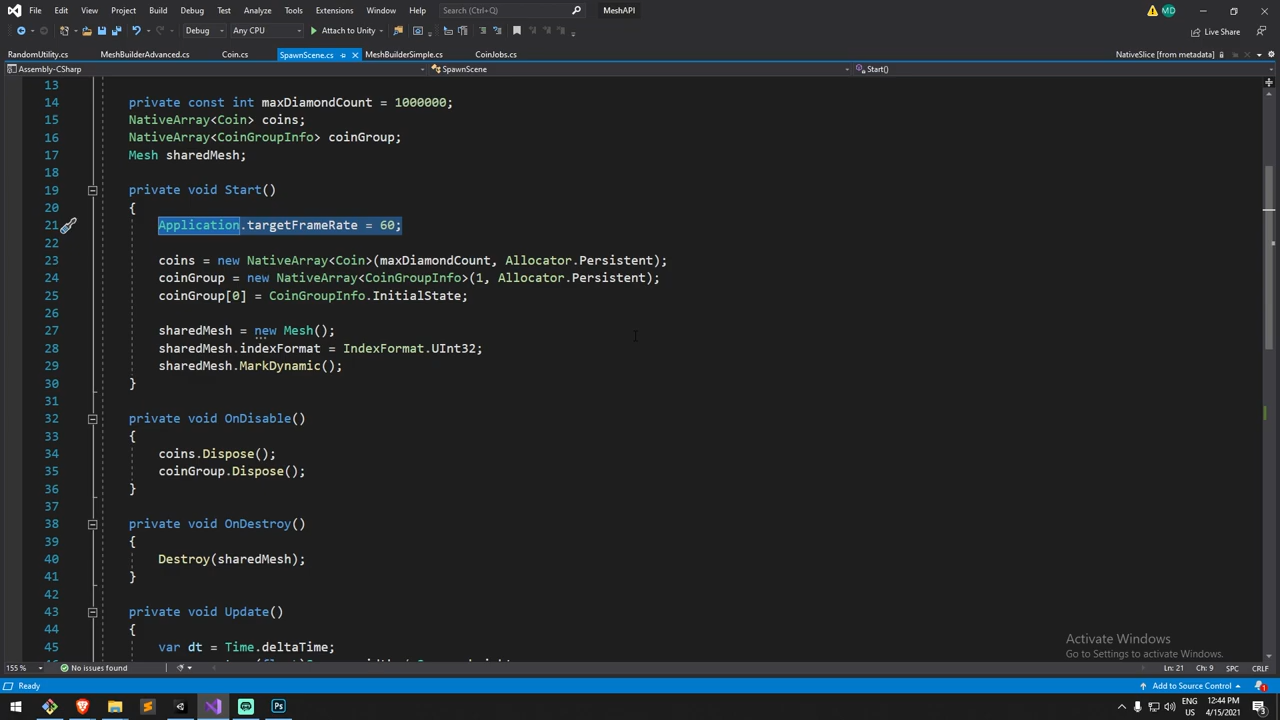 File Edit View Project Build Debug Test Analyze Tools Extensions Window Help Search (Ctrl+Q) MeshAPI MD
Debug Any CPU Attach to Unity Live Share
RandomUtility.cs MeshBuilderAdvanced.cs Coin.cs SpawnScene.cs MeshBuilderSimple.cs CoinJobs.cs NativeSlice [from metadata]
Assembly-CSharp SpawnScene Start()
13
14 private const int maxDiamondCount = 1000000;
15 NativeArray<Coin> coins;
16 NativeArray<CoinGroupInfo> coinGroup;
17 Mesh sharedMesh;
18
19 private void Start()
20 {
21 Application.targetFrameRate = 60;
22
23 coins = new NativeArray<Coin>(maxDiamondCount, Allocator.Persistent);
24 coinGroup = new NativeArray<CoinGroupInfo>(1, Allocator.Persistent);
25 coinGroup[0] = CoinGroupInfo.InitialState;
26
27 sharedMesh = new Mesh();
28 sharedMesh.indexFormat = IndexFormat.UInt32;
29 sharedMesh.MarkDynamic();
30 }
31
32 private void OnDisable()
33 {
34 coins.Dispose();
35 coinGroup.Dispose();
36 }
37
38 private void OnDestroy()
39 {
40 Destroy(sharedMesh);
41 }
42
43 private void Update()
44 {
45 var dt = Time.deltaTime;
Activate Windows
Go to Settings to activate Windows.
155 % No issues found Ln: 21 Ch: 9 SPC CRLF
Ready Add to Source Control 1
ENG 12:44 PM
US 4/15/2021 3